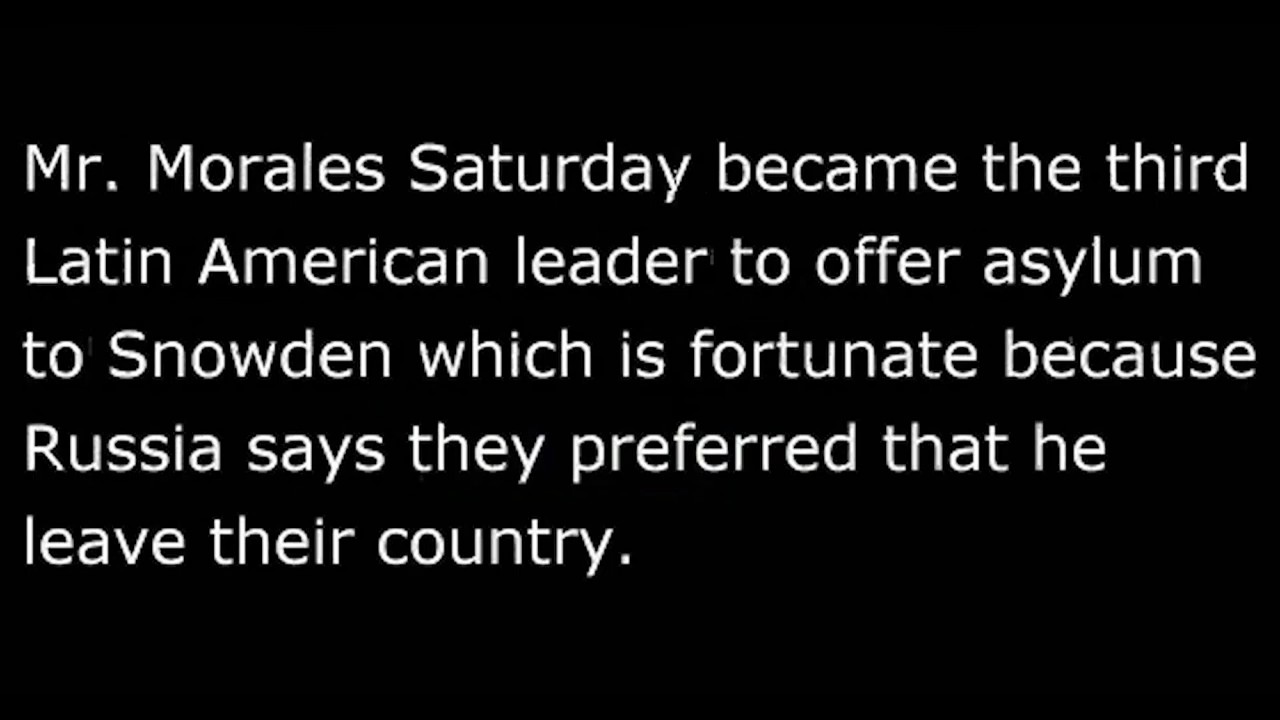 Mr. Morales Saturday became the third
Latin American leader to offer asylum
to Snowden which is fortunate because
Russia says they preferred that he
leave their country.